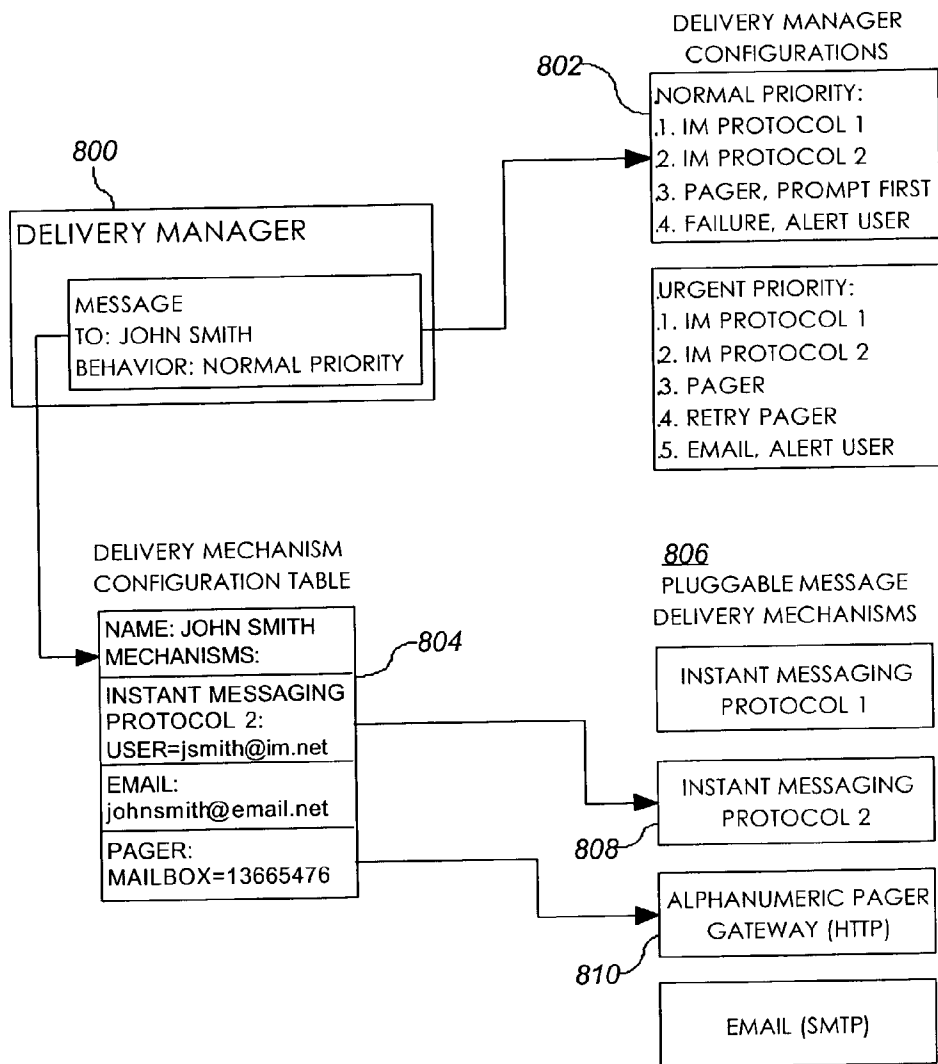 DELIVERY MANAGER
CONFIGURATIONS
802
.NORMAL PRIORITY:
.1. IM PROTOCOL 1
.2. IM PROTOCOL 2
.3. PAGER, PROMPT FIRST
.4. FAILURE, ALERT USER
800
DELIVERY MANAGER
MESSAGE
TO: JOHN SMITH
BEHAVIOR: NORMAL PRIORITY
.URGENT PRIORITY:
.1. IM PROTOCOL 1
.2. IM PROTOCOL 2
.3. PAGER
.4. RETRY PAGER
.5. EMAIL, ALERT USER
DELIVERY MECHANISM
CONFIGURATION TABLE
NAME: JOHN SMITH
MECHANISMS:
804
INSTANT MESSAGING
PROTOCOL 2:
USER=jsmith@im.net
EMAIL:
johnsmith@email.net
PAGER:
MAILBOX=13665476
806
PLUGGABLE MESSAGE
DELIVERY MECHANISMS
INSTANT MESSAGING
PROTOCOL 1
INSTANT MESSAGING
PROTOCOL 2
808
ALPHANUMERIC PAGER
GATEWAY (HTTP)
810
EMAIL (SMTP)